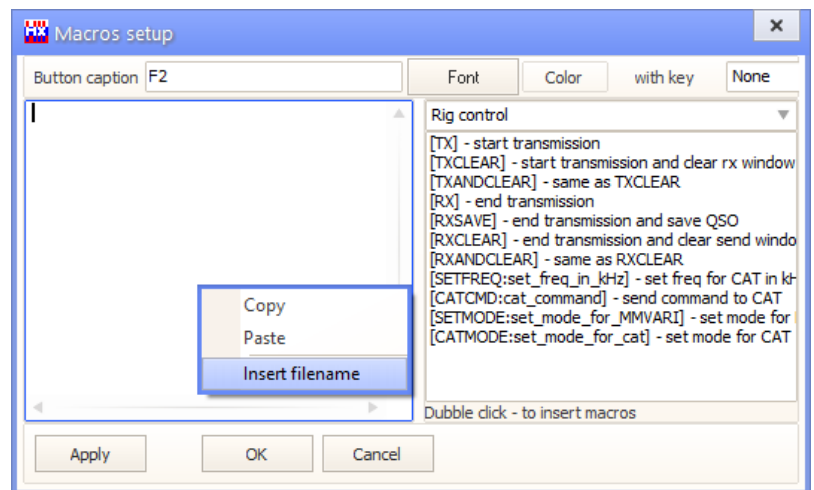 HX Macros setup
Button caption F2 Font Color with key None
Rig control
[TX] - start transmission
[TXCLEAR] - start transmission and clear rx window
[TXANDCLEAR] - same as TXCLEAR
[RX] - end transmission
[RXSAVE] - end transmission and save QSO
[RXCLEAR] - end transmission and clear send windo
[RXANDCLEAR] - same as RXCLEAR
[SETFREQ:set_freq_in_kHz] - set freq for CAT in kH
[CATCMD:cat_command] - send command to CAT
[SETMODE:set_mode_for_MMVARI] - set mode for
[CATMODE:set_mode_for_cat] - set mode for CAT
Copy
Paste
Insert filename
Dubble click - to insert macros
Apply OK Cancel